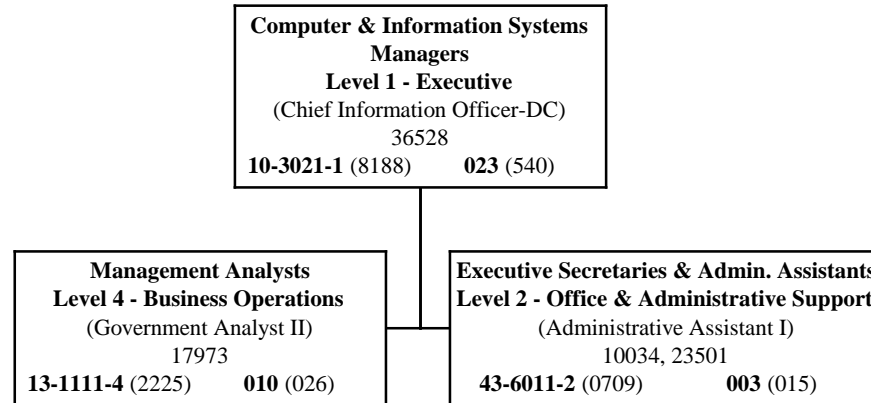 Computer & Information Systems
Managers
Level 1 - Executive
(Chief Information Officer-DC)
36528
10-3021-1 (8188) 023 (540)
Management Analysts
Level 4 - Business Operations
(Government Analyst II)
17973
13-1111-4 (2225) 010 (026)
Executive Secretaries & Admin. Assistants
Level 2 - Office & Administrative Support
(Administrative Assistant I)
10034, 23501
43-6011-2 (0709) 003 (015)